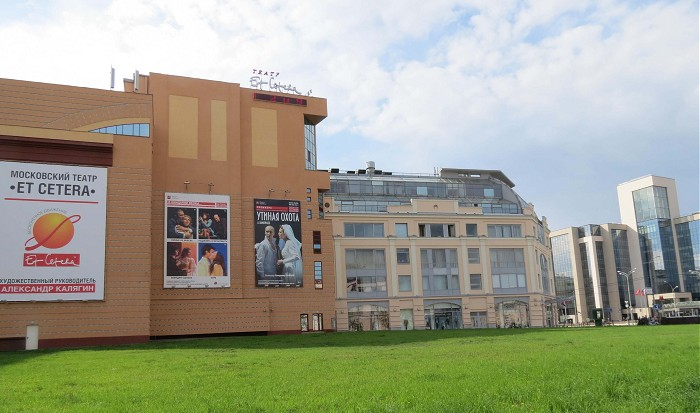 ТЕАТР
Et Cetera
МОСКОВСКИЙ ТЕАТР
•ET CETERA•
Et Cetera
ХУДОЖЕСТВЕННЫЙ РУКОВОДИТЕЛЬ
АЛЕКСАНДР КАЛЯГИН
УТИНАЯ ОХОТА